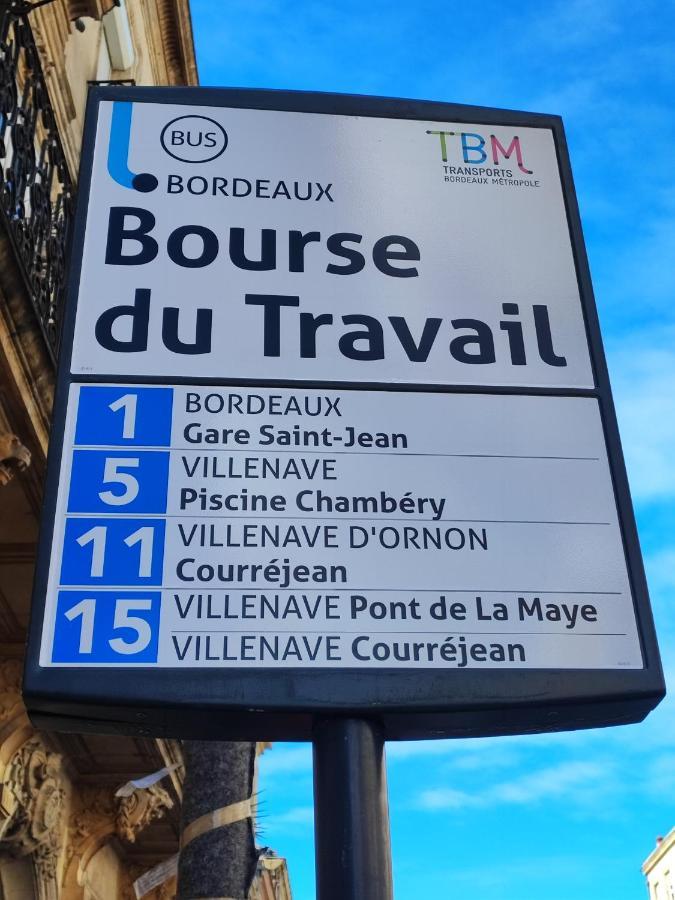 BUS
BORDEAUX
TBM
TRANSPORTS
BORDEAUX MÉTROPOLE
Bourse
du Travail
1 BORDEAUX
Gare Saint-Jean
5 VILLENAVE
Piscine Chambéry
11 VILLENAVE D'ORNON
Courréjean
15 VILLENAVE Pont de La Maye
VILLENAVE Courréjean